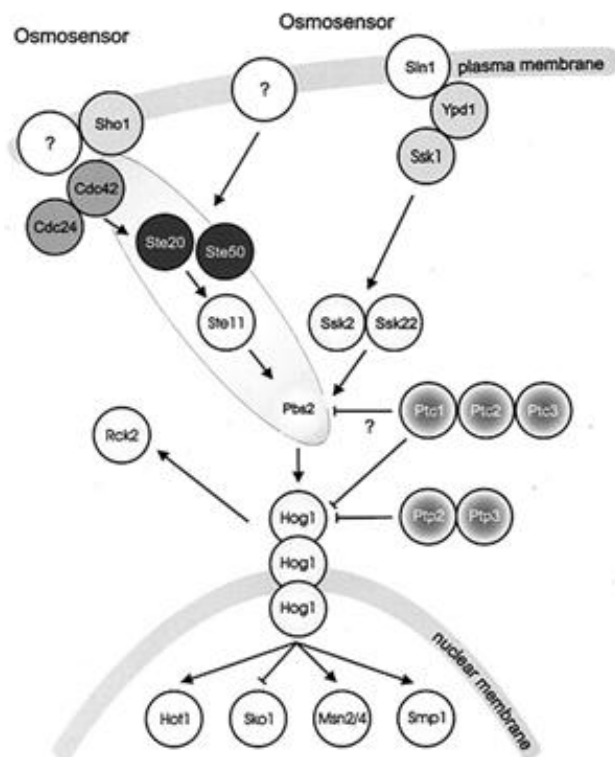 Osmosensor
Osmosensor
Sln1
plasma membrane
?
Ypd1
Sho1
?
Ssk1
Cdc42
Cdc24
Ste20
Ste50
Ste11
Ssk2
Ssk22
Pbs2
?
Ptc1
Ptc2
Ptc3
Rck2
Hog1
Ptp2
Ptp3
Hog1
Hog1
nuclear membrane
Hot1
Sko1
Msn2/4
Smp1